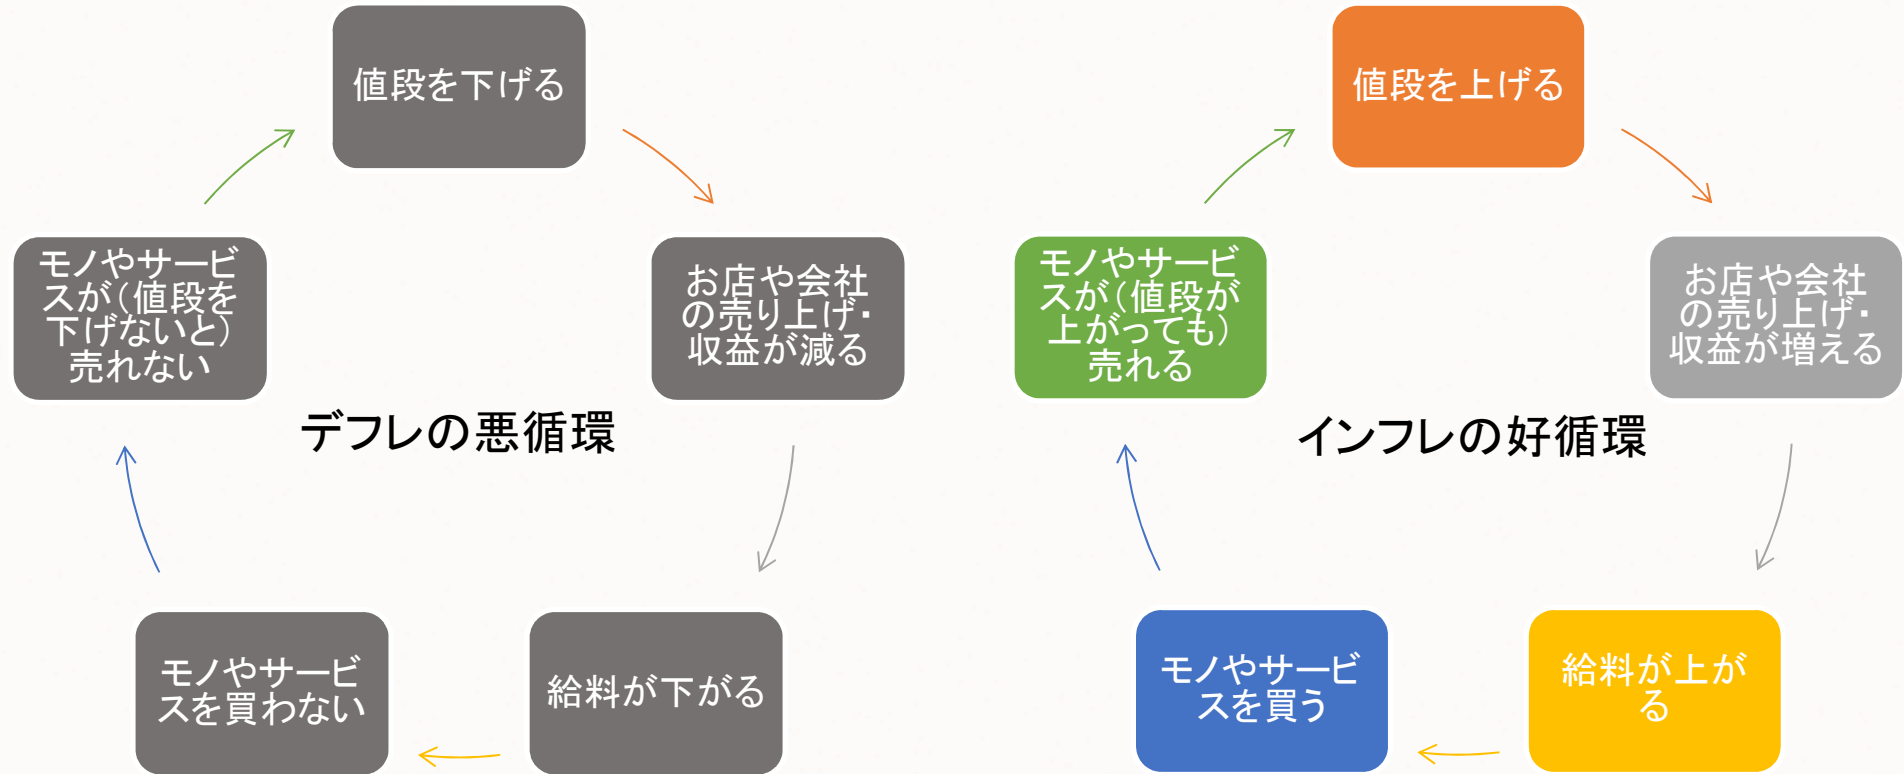 値段を下げる
お店や会社
の売り上げ・
収益が減る
給料が下がる
モノやサービ
スを買わない
モノやサービ
スが(値段を
下げないと)
売れない
デフレの悪循環
値段を上げる
お店や会社
の売り上げ・
収益が増える
給料が上が
る
モノやサービ
スを買う
モノやサービ
スが(値段が
上がっても)
売れる
インフレの好循環